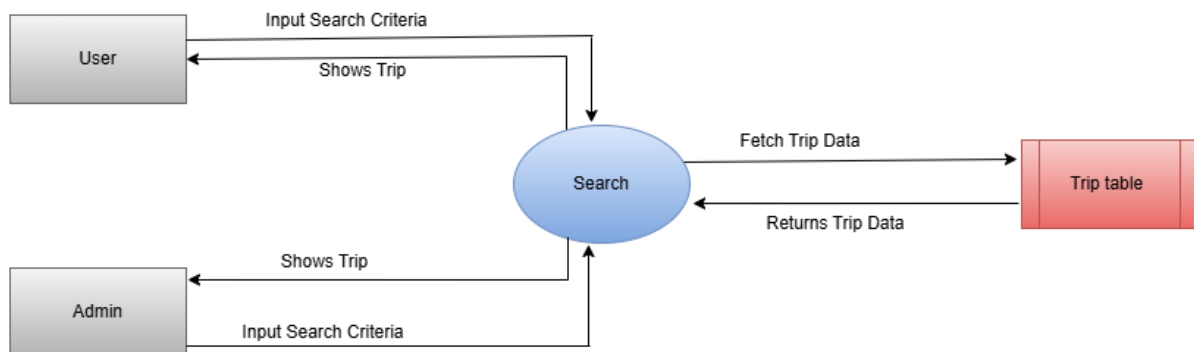 Input Search Criteria
User
Shows Trip
Fetch Trip Data
Search
Trip table
Returns Trip Data
Shows Trip
Admin
Input Search Criteria